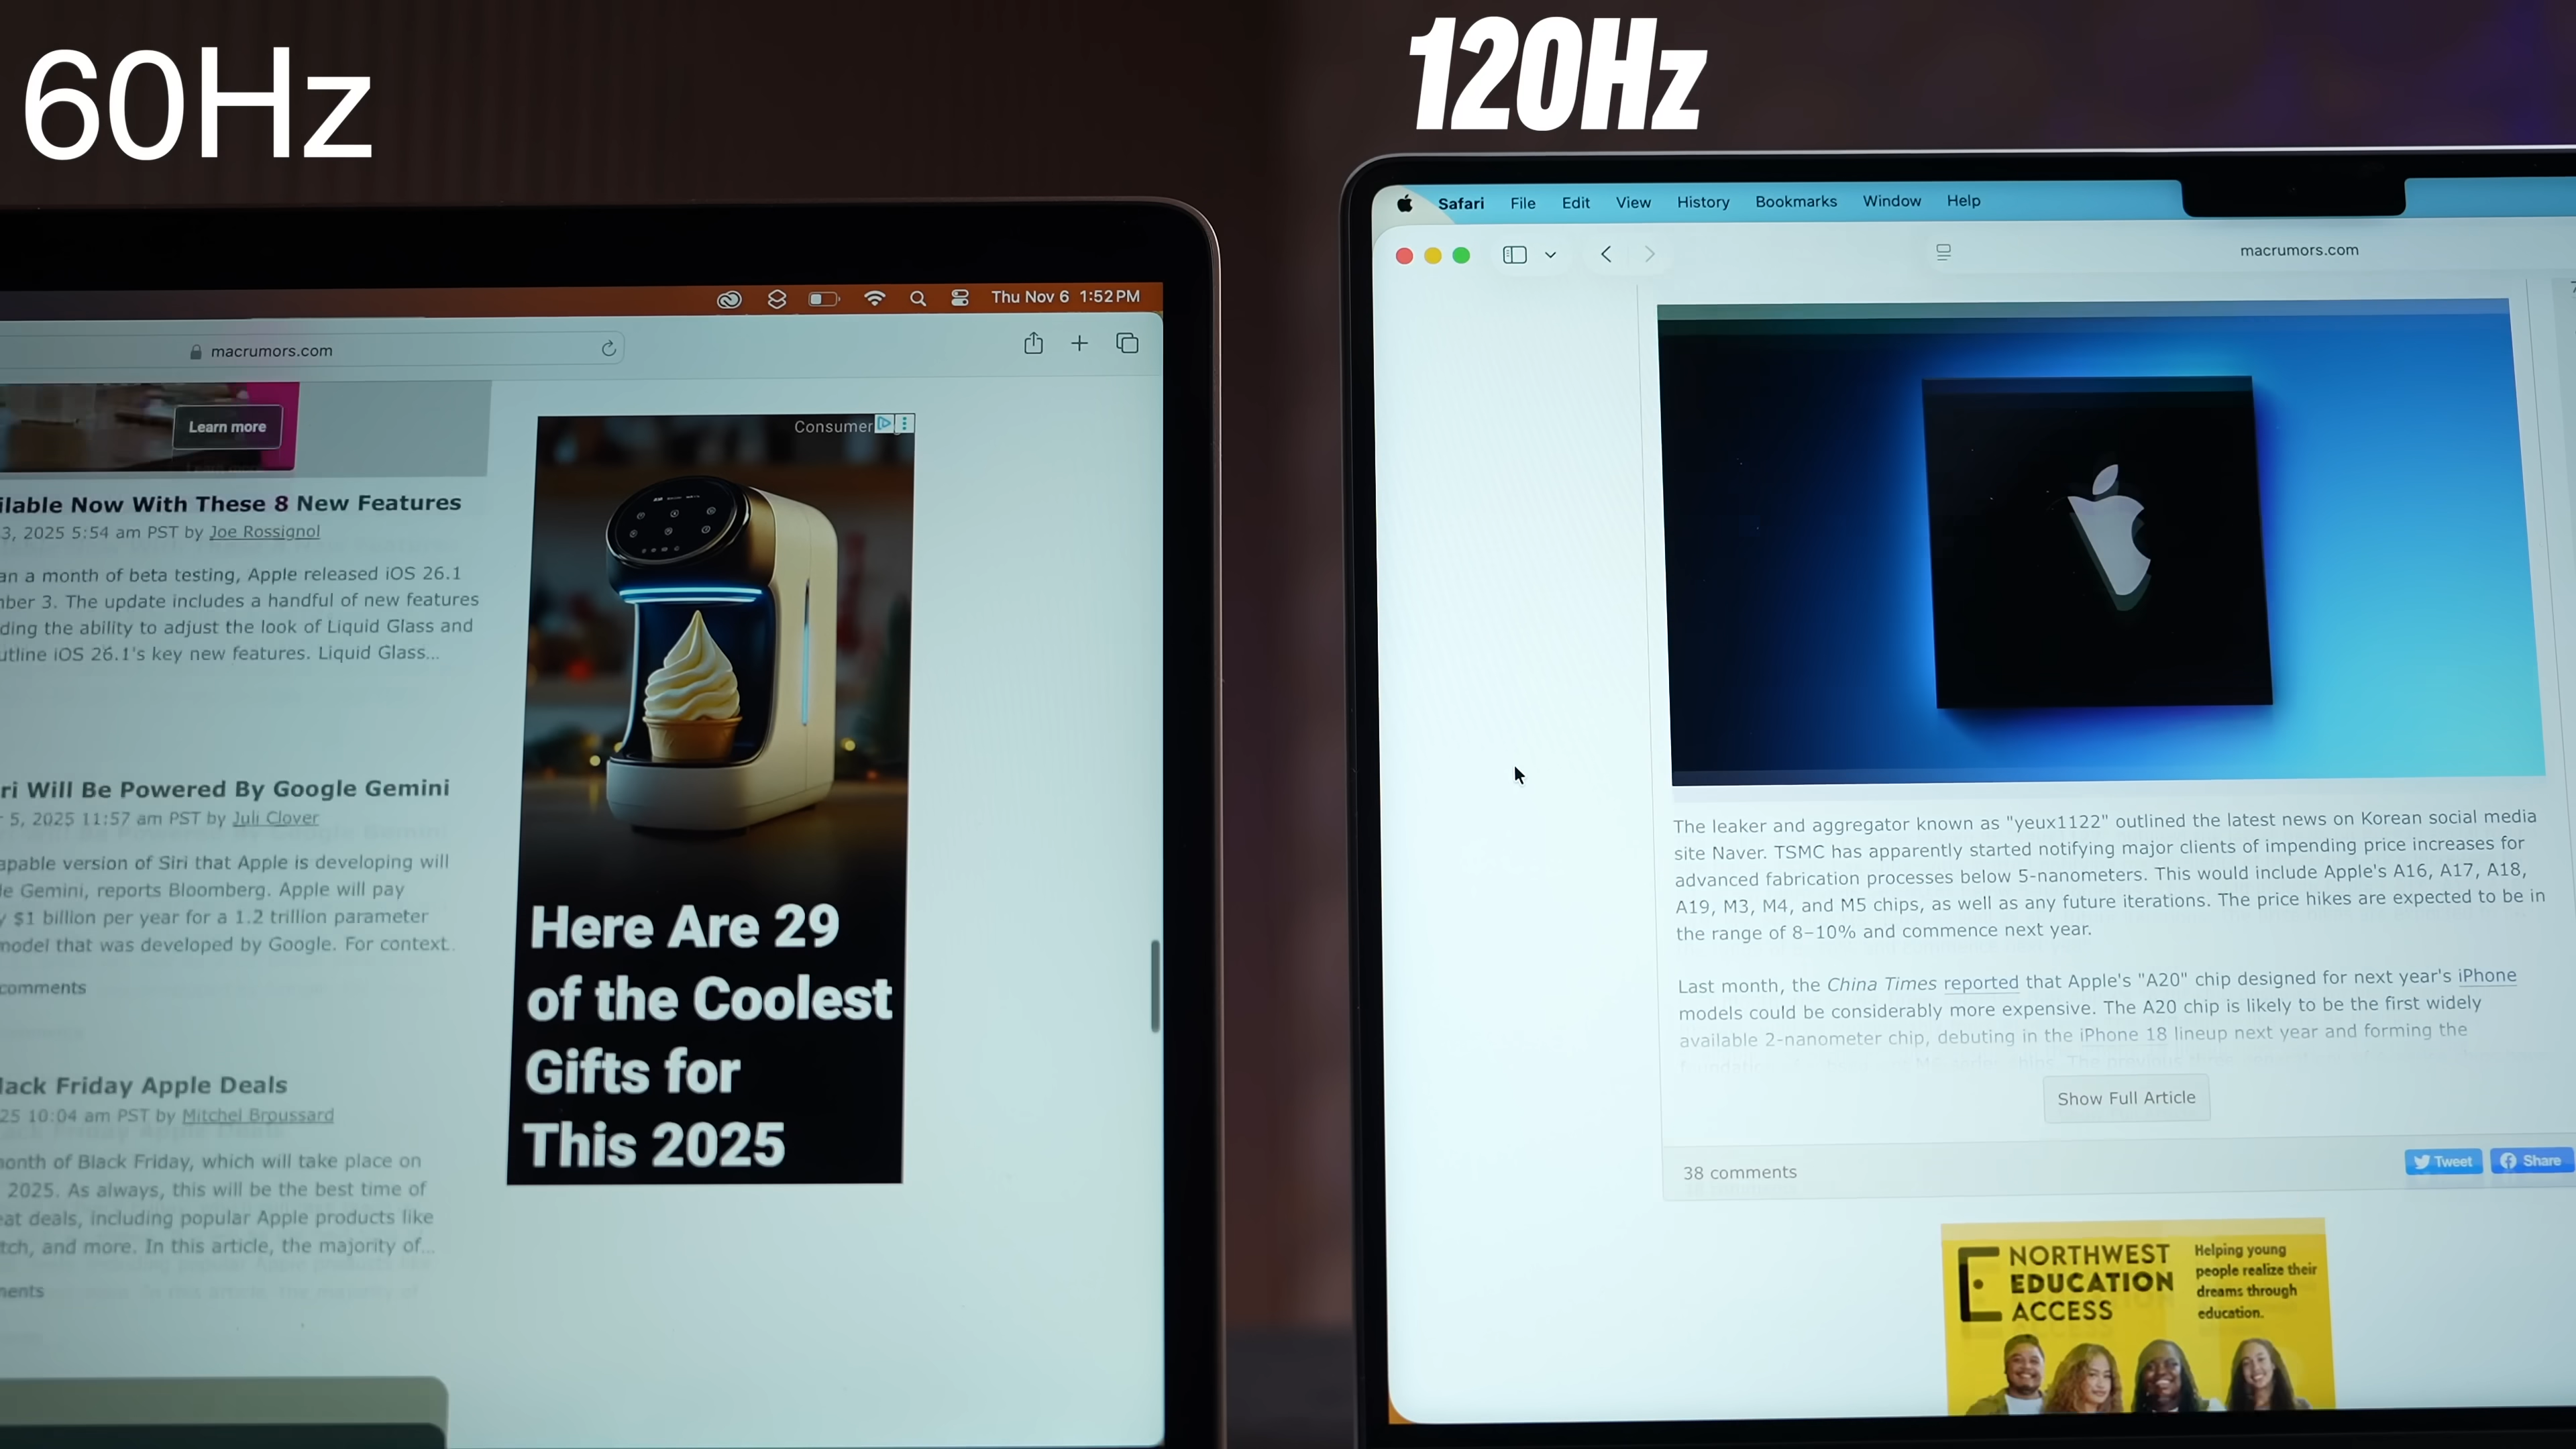 60Hz
120Hz
Thu Nov 6 1:52 PM
macrumors.com
Learn more
ilable Now With These 8 New Features
3, 2025 5:54 am PST by Joe Rossignol
an a month of beta testing, Apple released iOS 26.1
ber 3. The update includes a handful of new features
ding the ability to adjust the look of Liquid Glass and
utline iOS 26.1's key new features. Liquid Glass...
ri Will Be Powered By Google Gemini
5, 2025 11:57 am PST by Juli Clover
apable version of Siri that Apple is developing will
le Gemini, reports Bloomberg. Apple will pay
y $1 billion per year for a 1.2 trillion parameter
model that was developed by Google. For context
comments
lack Friday Apple Deals
25 10:04 am PST by Mitchel Broussard
month of Black Friday, which will take place on
2025. As always, this will be the best time of
eat deals, including popular Apple products like
tch, and more. In this article, the majority of...
ments
Consumer
Here Are 29
of the Coolest
Gifts for
This 2025
Safari File Edit View History Bookmarks Window Help
macrumors.com
The leaker and aggregator known as "yeux1122" outlined the latest news on Korean social media
site Naver. TSMC has apparently started notifying major clients of impending price increases for
advanced fabrication processes below 5-nanometers. This would include Apple's A16, A17, A18,
A19, M3, M4, and M5 chips, as well as any future iterations. The price hikes are expected to be in
the range of 8–10% and commence next year.
Last month, the China Times reported that Apple's "A20" chip designed for next year's iPhone
models could be considerably more expensive. The A20 chip is likely to be the first widely
available 2-nanometer chip, debuting in the iPhone 18 lineup next year and forming the
Show Full Article
38 comments
Tweet
Share
NORTHWEST
EDUCATION
ACCESS
Helping young
people realize their
dreams through
education.